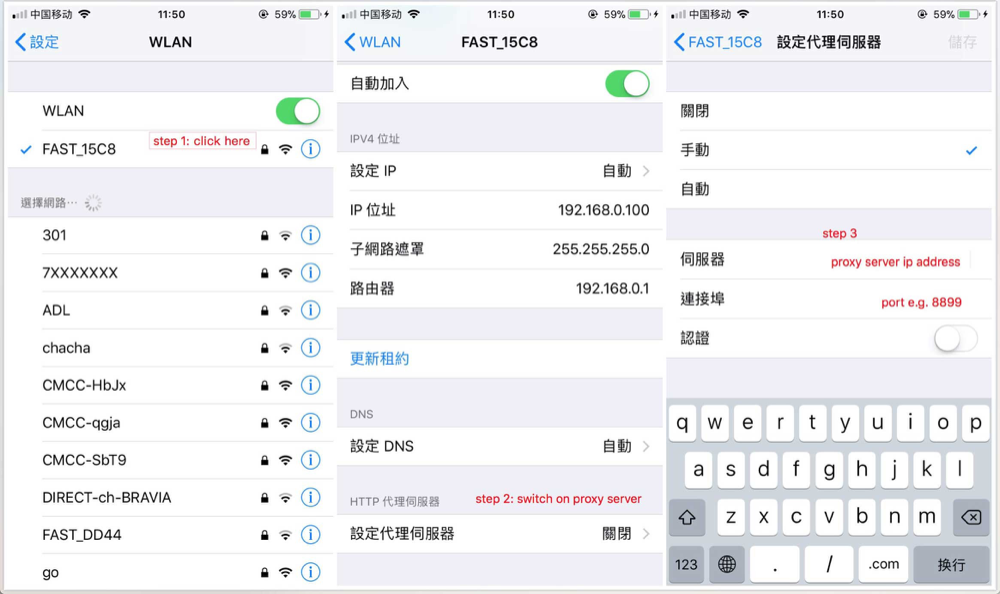 中国移动 11:50 59%
設定 WLAN
WLAN
step 1: click here
FAST_15C8
選擇網路…
301
7XXXXXXX
ADL
chacha
CMCC-HbJx
CMCC-qgja
CMCC-SbT9
DIRECT-ch-BRAVIA
FAST_DD44
go
中国移动 11:50 59%
WLAN FAST_15C8
自動加入
IPV4 位址
設定 IP 自動
IP 位址 192.168.0.100
子網路遮罩 255.255.255.0
路由器 192.168.0.1
更新租約
DNS
設定 DNS 自動
HTTP 代理伺服器 step 2: switch on proxy server
設定代理伺服器 關閉
中国移动 11:50 59%
FAST_15C8 設定代理伺服器 儲存
關閉
手動
自動
step 3
伺服器 proxy server ip address
連接埠 port e.g. 8899
認證
q w e r t y u i o p
a s d f g h j k l
z x c v b n m
123 . / .com 換行